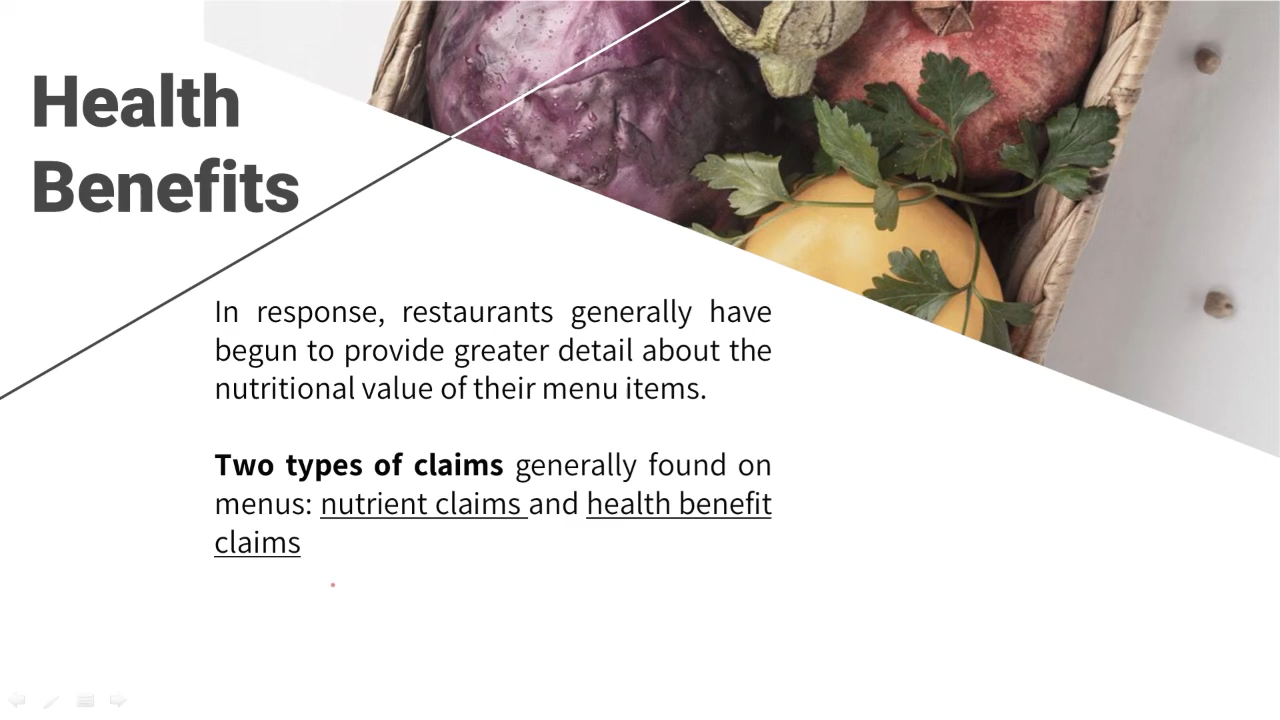 Health
Benefits
In response, restaurants generally have
begun to provide greater detail about the
nutritional value of their menu items.
Two types of claims generally found on
menus: nutrient claims and health benefit
claims